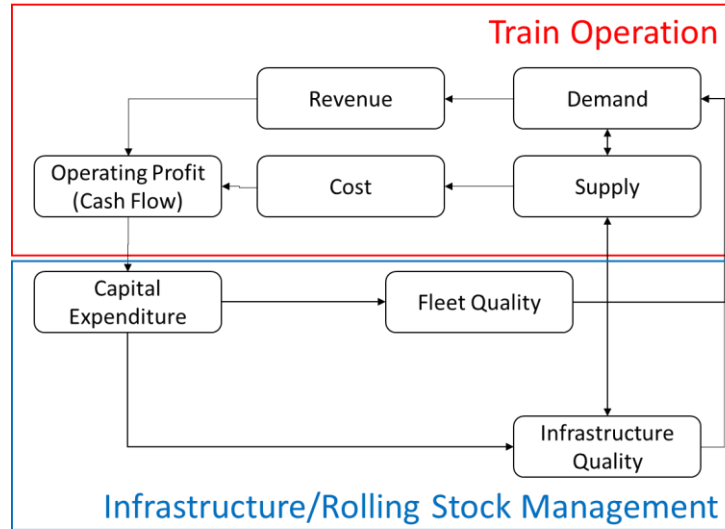 Train Operation
Revenue
Demand
Operating Profit
(Cash Flow)
Cost
Supply
Capital
Expenditure
Fleet Quality
Infrastructure
Quality
Infrastructure/Rolling Stock Management